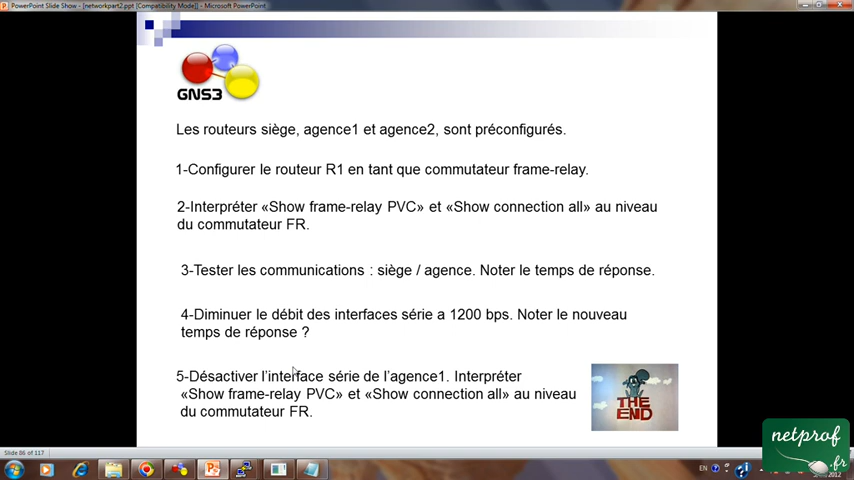 PowerPoint Slide Show - [networkpart2.ppt [Compatibility Mode]] - Microsoft PowerPoint
GNS3
Les routeurs siège, agence1 et agence2, sont préconfigurés.
1-Configurer le routeur R1 en tant que commutateur frame-relay.
2-Interpréter «Show frame-relay PVC» et «Show connection all» au niveau
du commutateur FR.
3-Tester les communications : siège / agence. Noter le temps de réponse.
4-Diminuer le débit des interfaces série a 1200 bps. Noter le nouveau
temps de réponse ?
5-Désactiver l'interface série de l'agence1. Interpréter
«Show frame-relay PVC» et «Show connection all» au niveau
du commutateur FR.
THE
END
netprof
.fr
Slide 86 of 117
EN